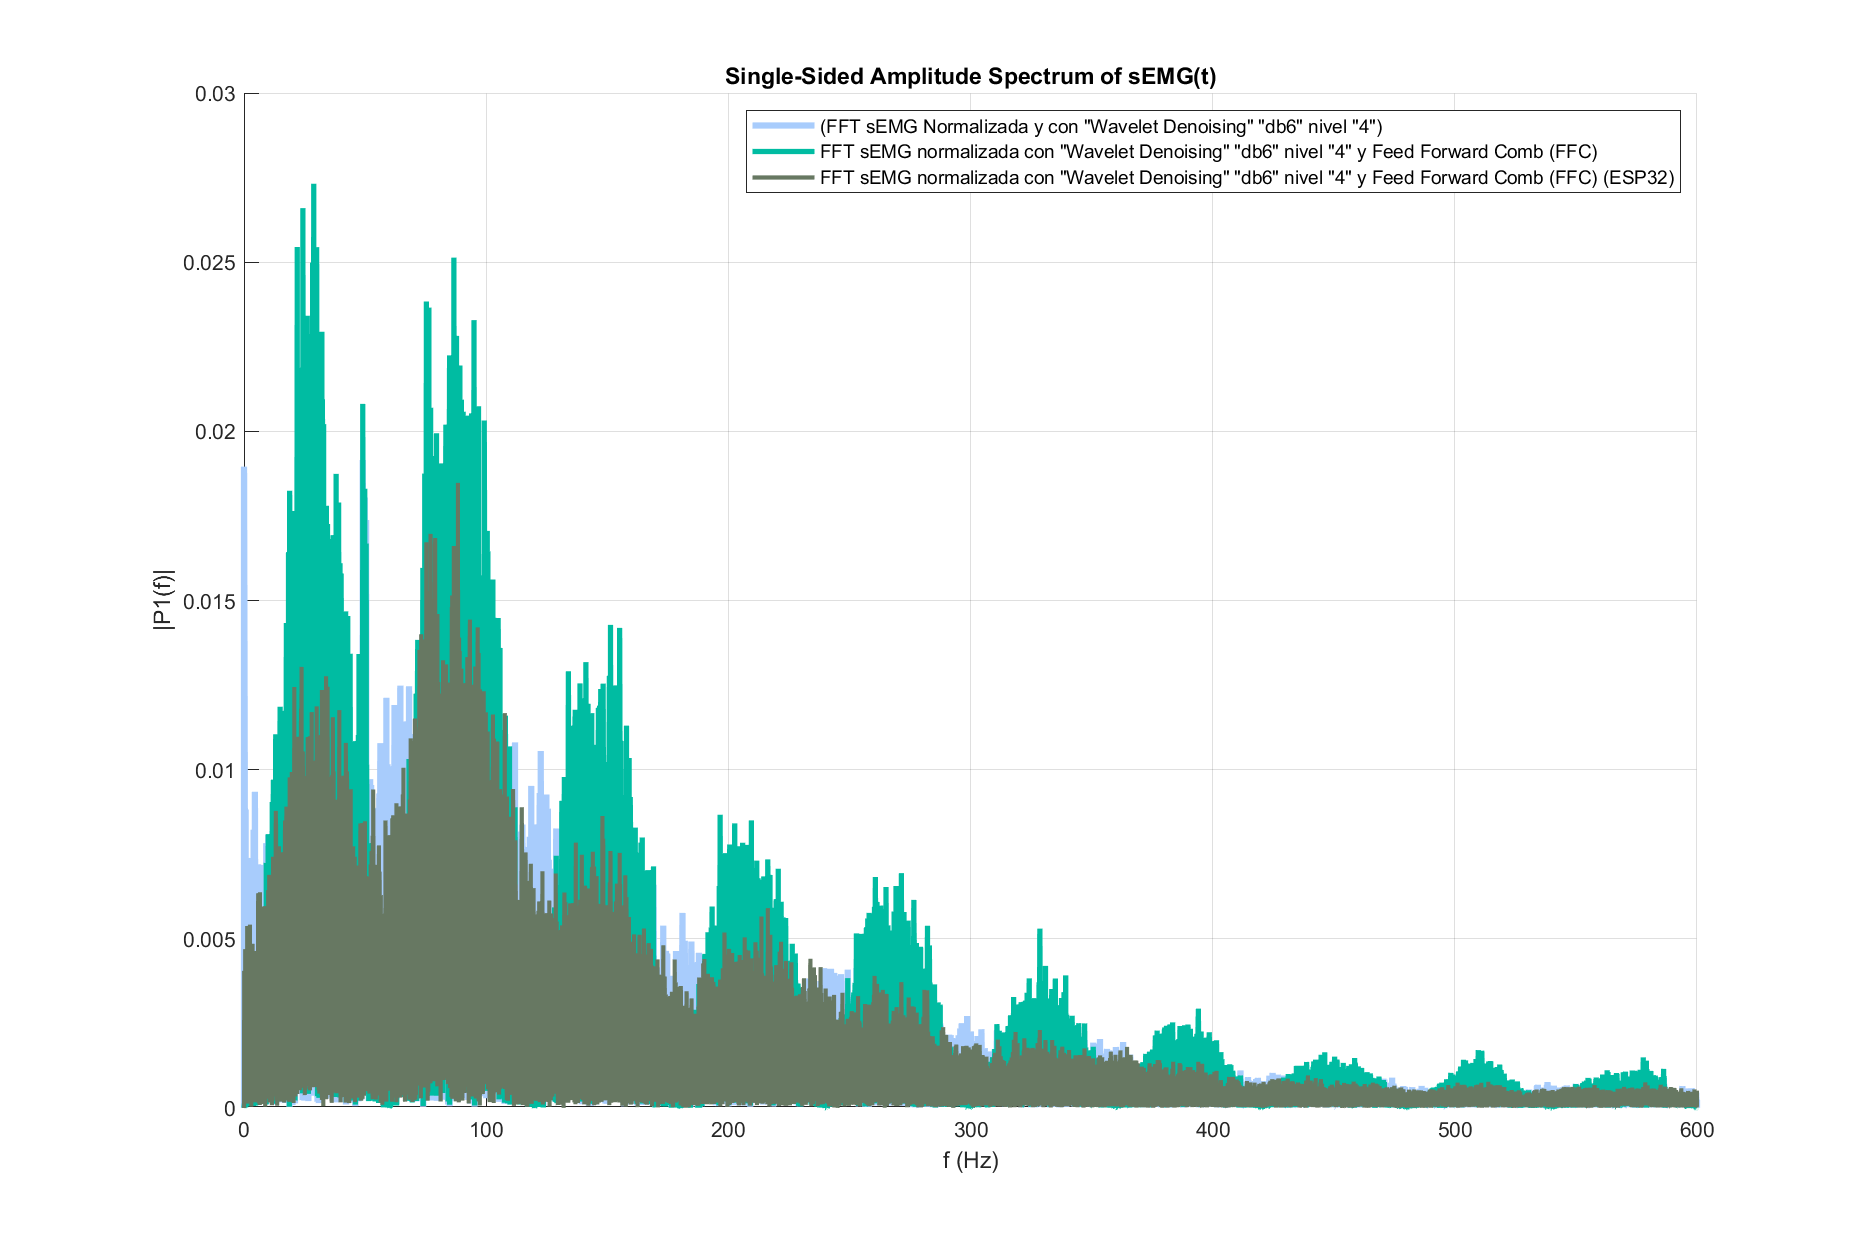 Single-Sided Amplitude Spectrum of sEMG(t)
(FFT sEMG Normalizada y con "Wavelet Denoising" "db6" nivel "4")
FFT sEMG normalizada con "Wavelet Denoising" "db6" nivel "4" y Feed Forward Comb (FFC)
FFT sEMG normalizada con "Wavelet Denoising" "db6" nivel "4" y Feed Forward Comb (FFC) (ESP32)
|P1(f)|
0.03
0.025
0.02
0.015
0.01
0.005
0
0 100 200 300 400 500 600
f (Hz)